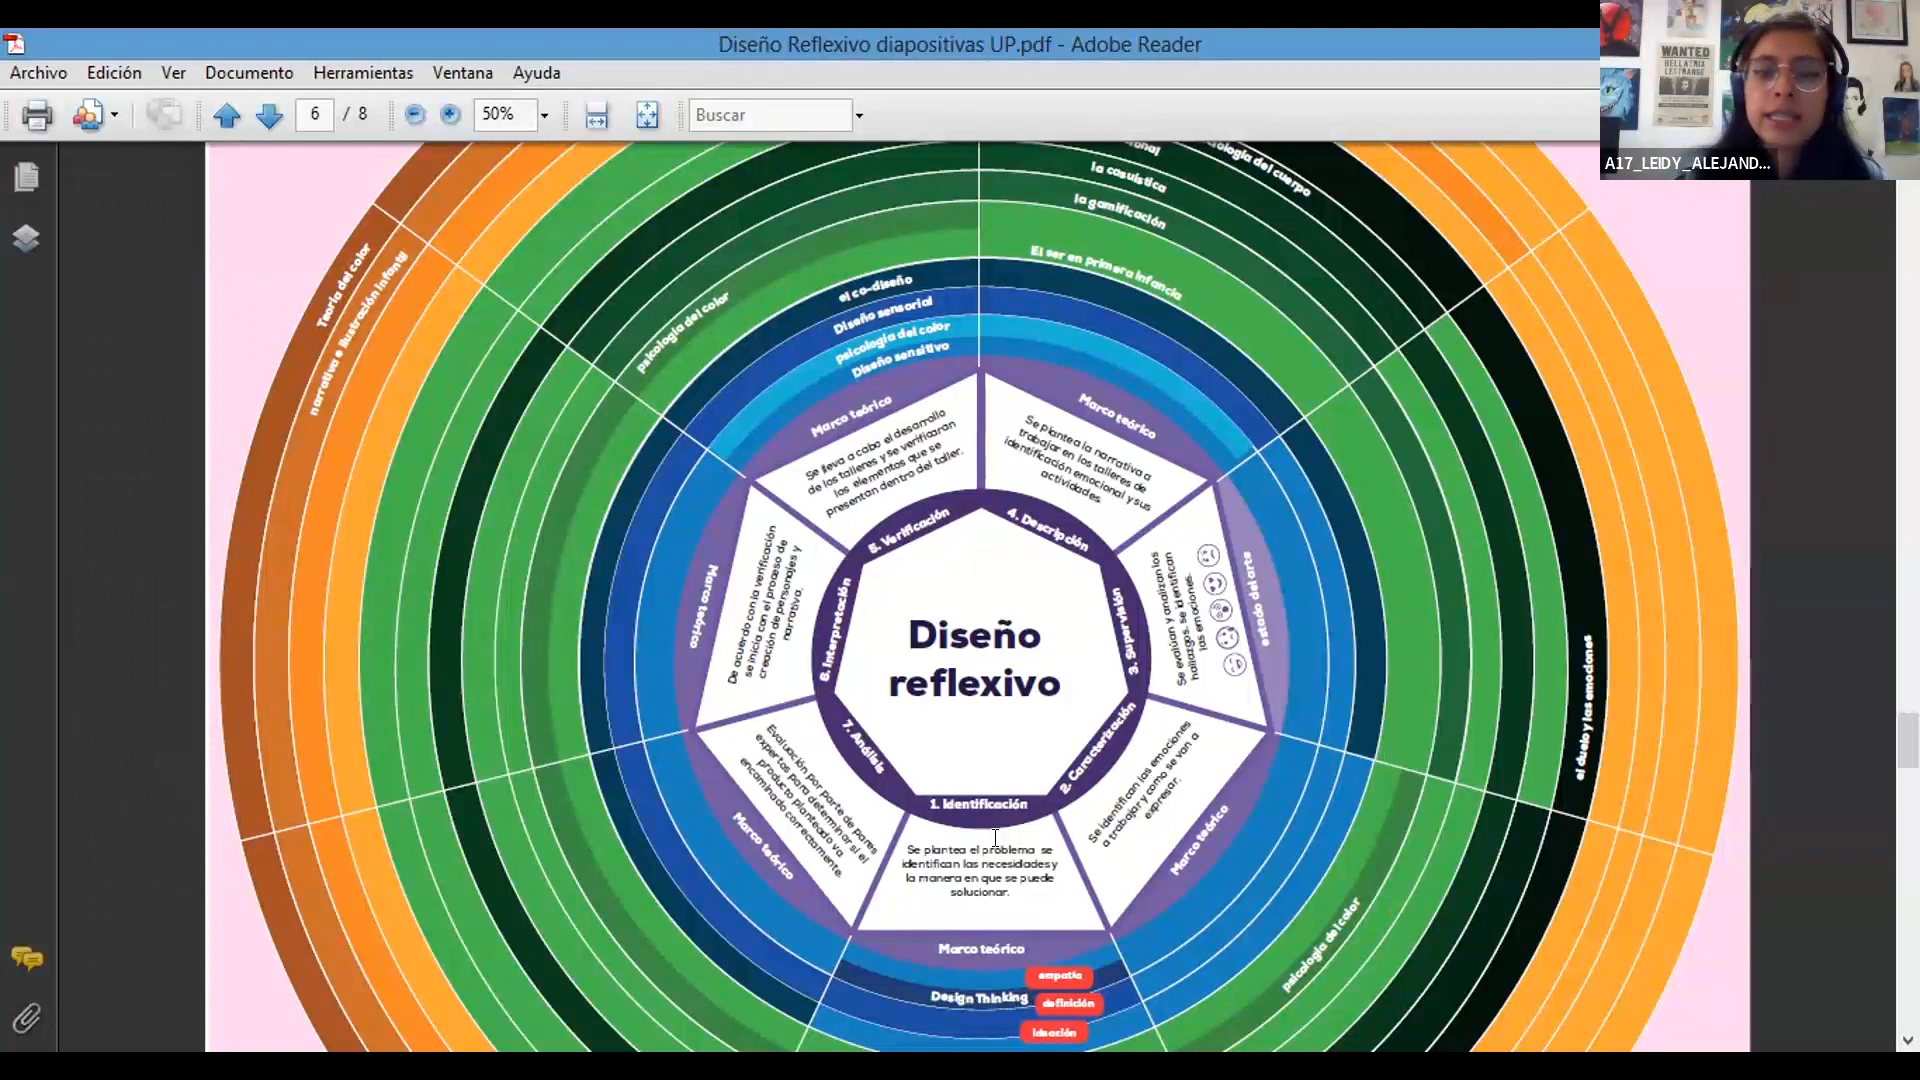 Diseño Reflexivo diapositivas UP.pdf - Adobe Reader
Archivo Edición Ver Documento Herramientas Ventana Ayuda
6 / 8 50% Buscar
WANTED
BELLATRIX
LESTRANGE
A17_LEIDY_ALEJAND...
Teoría del color
narrativa e ilustración infantil
psicología del color
la casuística
la gamificación
El ser en primera infancia
el co-diseño
Diseño sensorial
psicología del color
Diseño sensitivo
Marco teórico
Se lleva a cabo el desarrollo
de los talleres y se verificaran
los elementos que se
presentan dentro del taller.
5. Verificación
Marco teórico
Se plantea la narrativa a
trabajar en los talleres de
identificación emocional y sus
actividades.
4. Descripción
estado del arte
Se evalúan y analizan los
hallazgos. se identifican
las emociones.
3. Supervisión
Marco teórico
De acuerdo con la verificación
se inicia con el proceso de
creación de personajes y
narrativa.
6. Interpretación
Diseño
reflexivo
Marco teórico
Evaluación por parte de pares
expertos para determinar si el
producto planteado va
encaminado correctamente.
7. Análisis
Se identifican las emociones
a trabajar y como se van a
expresar.
2. Caracterización
Marco teórico
1. Identificación
Se plantea el problema se
identifican las necesidades y
la manera en que se puede
solucionar.
Marco teórico
empatía
Design Thinking
definición
ideación
psicología del color
el duelo y las emociones